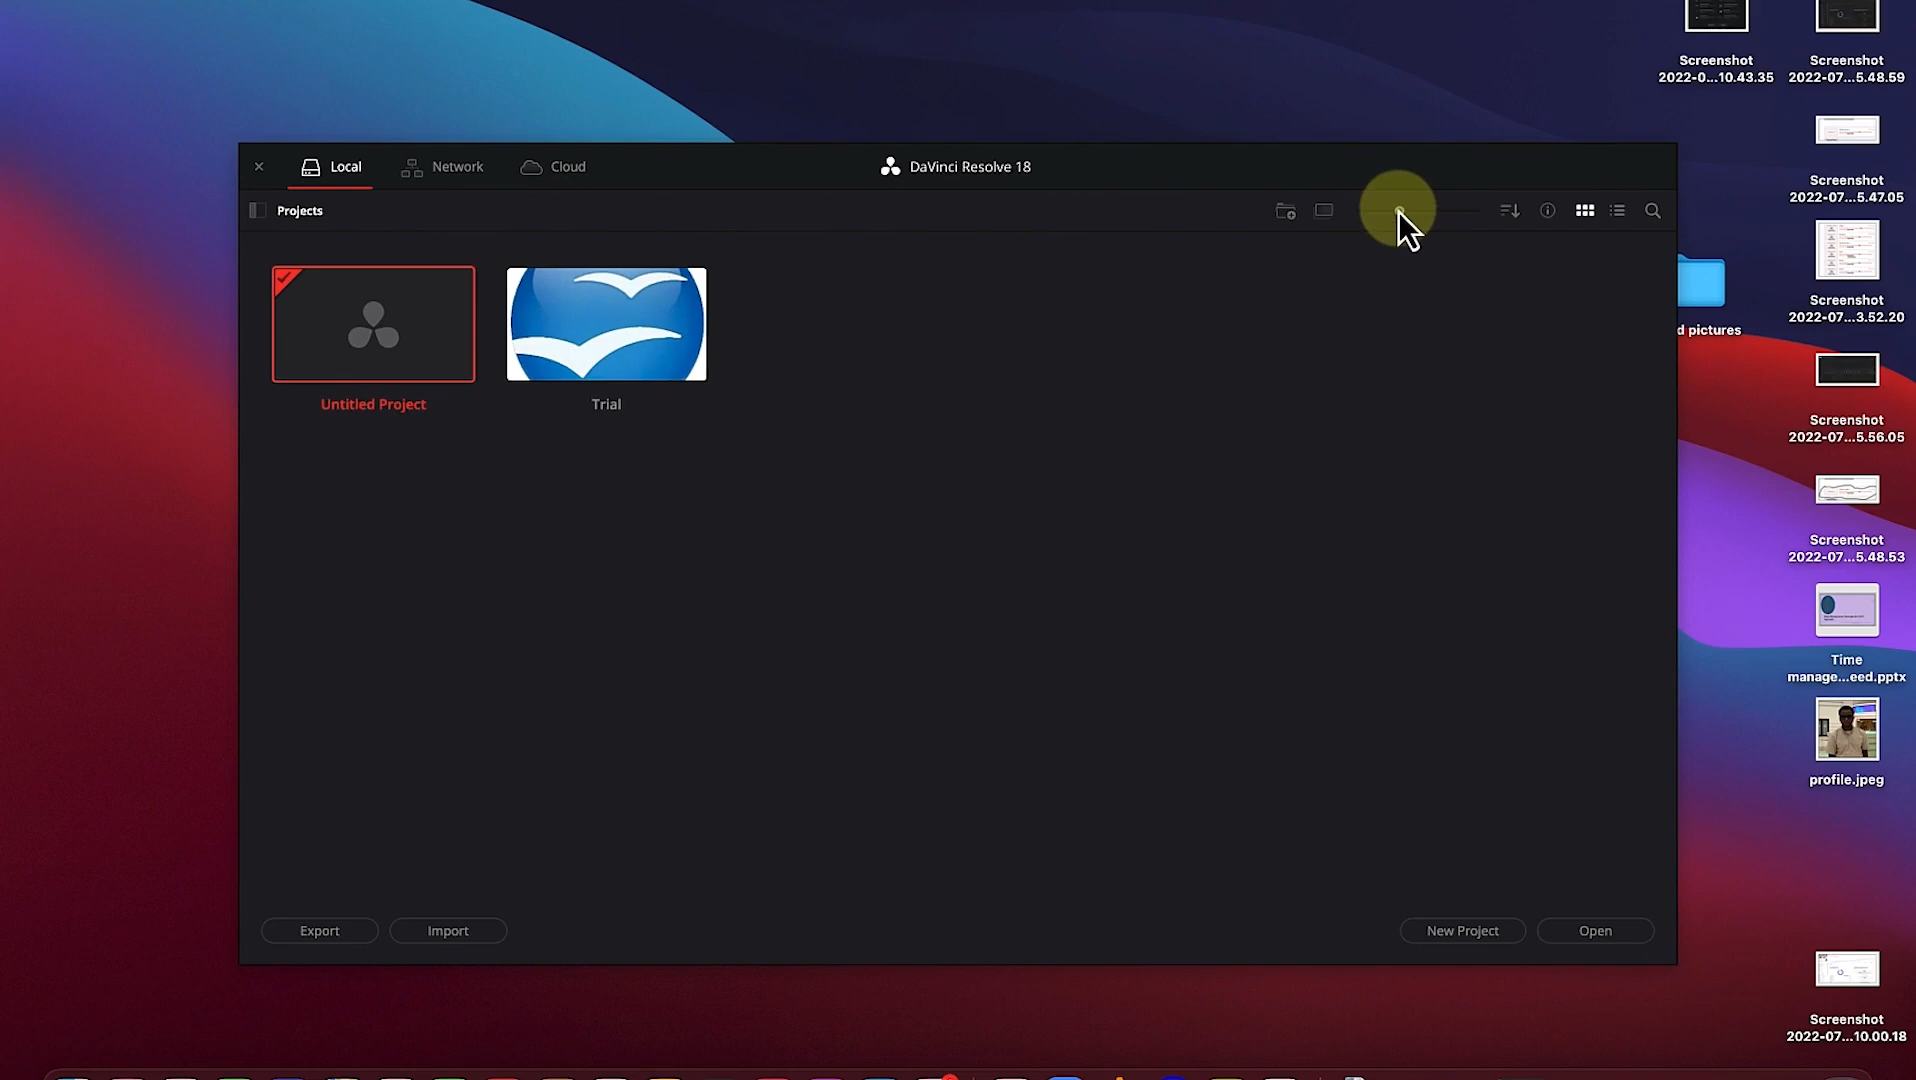 Screenshot
2022-0...10.43.35
Screenshot
2022-07...5.48.59
Local
Network
Cloud
DaVinci Resolve 18
Projects
Screenshot
2022-07...5.47.05
Untitled Project
Trial
d pictures
Screenshot
2022-07...3.52.20
Screenshot
2022-07...5.56.05
Screenshot
2022-07...5.48.53
Time
manage...eed.pptx
profile.jpeg
Export
Import
New Project
Open
Screenshot
2022-07...10.00.18